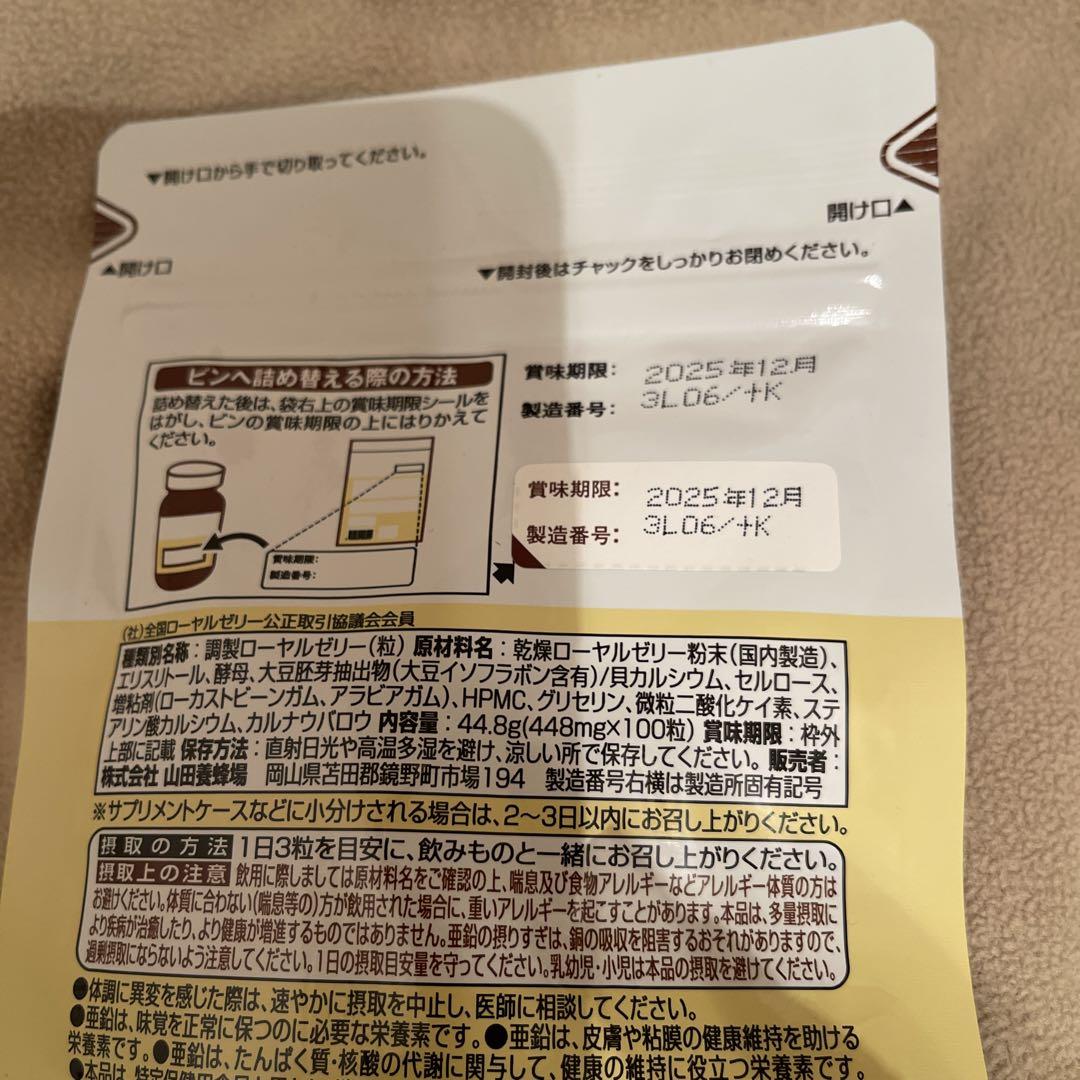 ▼開け口から手で切り取ってください。
開け口▲
▲開け口
▼開封後はチャックをしっかりお閉めください。
ビンへ詰め替える際の方法
詰め替えた後は、袋右上の賞味期限シールを
はがし、ビンの賞味期限の上にはりかえて
ください。
賞味期限：
製造番号：
賞味期限： 2025年12月
製造番号： 3L06/+K
賞味期限： 2025年12月
製造番号： 3L06/+K
(社)全国ローヤルゼリー公正取引協議会会員
種類別名称：調製ローヤルゼリー(粒) 原材料名：乾燥ローヤルゼリー粉末(国内製造)、
エリスリトール、酵母、大豆胚芽抽出物(大豆イソフラボン含有)/貝カルシウム、セルロース、
増粘剤(ローカストビーンガム、アラビアガム)、HPMC、グリセリン、微粒二酸化ケイ素、ステ
アリン酸カルシウム、カルナウバロウ 内容量：44.8g(448mg×100粒) 賞味期限：枠外
上部に記載 保存方法：直射日光や高温多湿を避け、涼しい所で保存してください。 販売者：
株式会社 山田養蜂場 岡山県苫田郡鏡野町市場194 製造番号右横は製造所固有記号
※サプリメントケースなどに小分けされる場合は、2〜3日以内にお召し上がりください。
摂取の方法 1日3粒を目安に、飲みものと一緒にお召し上がりください。
摂取上の注意 飲用に際しましては原材料名をご確認の上、喘息及び食物アレルギーなどアレルギー体質の方は
お避けください。体質に合わない(喘息等の)方が飲用された場合に、重いアレルギーを起こすことがあります。本品は、多量摂取に
より疾病が治癒したり、より健康が増進するものではありません。亜鉛の摂りすぎは、銅の吸収を阻害するおそれがありますので、
過剰摂取にならないよう注意してください。1日の摂取目安量を守ってください。乳幼児・小児は本品の摂取を避けてください。
●体調に異変を感じた際は、速やかに摂取を中止し、医師に相談してください。
●亜鉛は、味覚を正常に保つのに必要な栄養素です。●亜鉛は、皮膚や粘膜の健康維持を助ける
栄養素です。●亜鉛は、たんぱく質・核酸の代謝に関与して、健康の維持に役立つ栄養素です。
●本品は、特定保健用食品